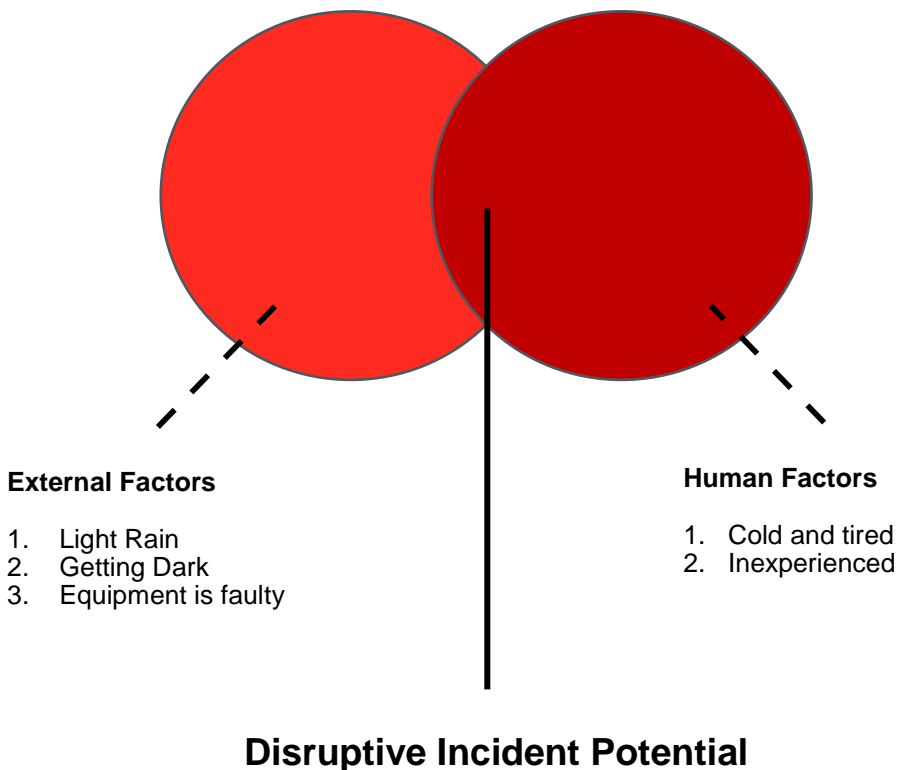 External Factors
1. Light Rain
2. Getting Dark
3. Equipment is faulty
Human Factors
1. Cold and tired
2. Inexperienced
Disruptive Incident Potential